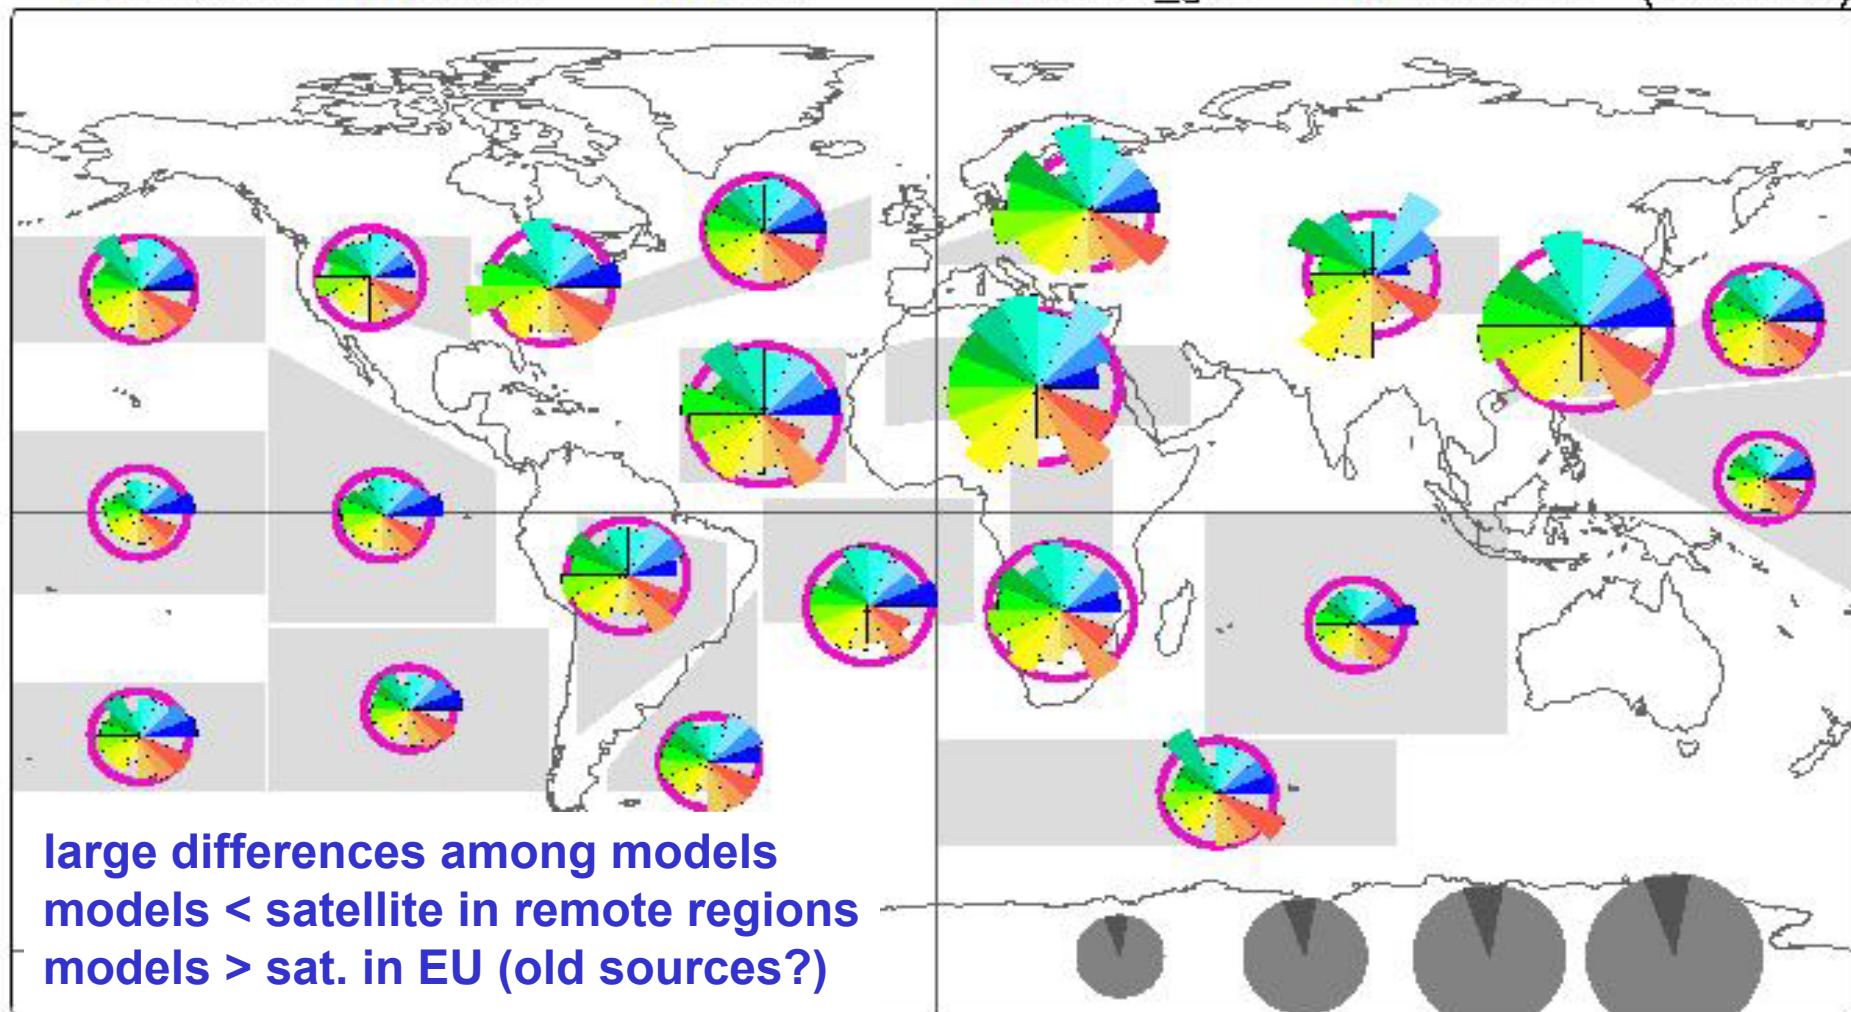 large differences among models
models < satellite in remote regions
models > sat. in EU (old sources?)